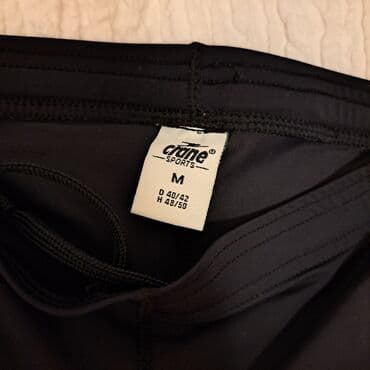 crane®
SPORTS
M
D 40/42
H 48/50